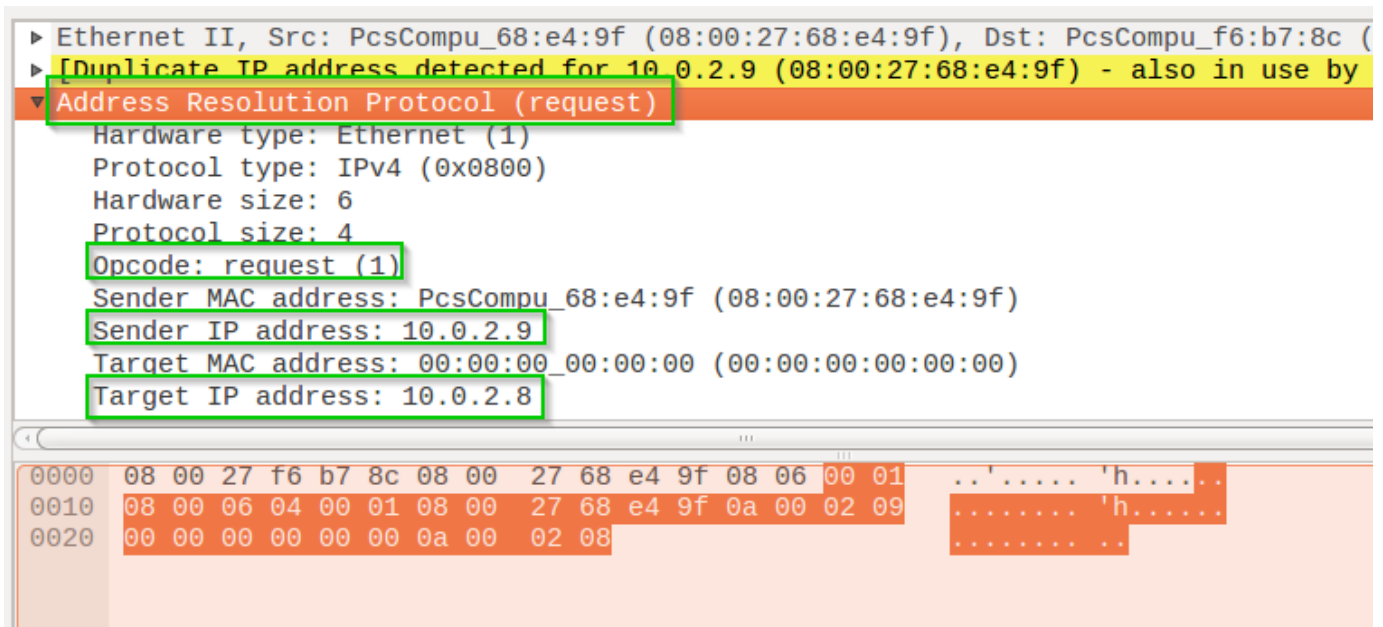 Ethernet II, Src: PcsCompu_68:e4:9f (08:00:27:68:e4:9f), Dst: PcsCompu_f6:b7:8c (
[Duplicate IP address detected for 10.0.2.9 (08:00:27:68:e4:9f) - also in use by
Address Resolution Protocol (request)
Hardware type: Ethernet (1)
Protocol type: IPv4 (0x0800)
Hardware size: 6
Protocol size: 4
Opcode: request (1)
Sender MAC address: PcsCompu_68:e4:9f (08:00:27:68:e4:9f)
Sender IP address: 10.0.2.9
Target MAC address: 00:00:00_00:00:00 (00:00:00:00:00:00)
Target IP address: 10.0.2.8
0000 08 00 27 f6 b7 8c 08 00 27 68 e4 9f 08 06 00 01 ..'..... 'h......
0010 08 00 06 04 00 01 08 00 27 68 e4 9f 0a 00 02 09 ........ 'h......
0020 00 00 00 00 00 00 0a 00 02 08 ........ ..